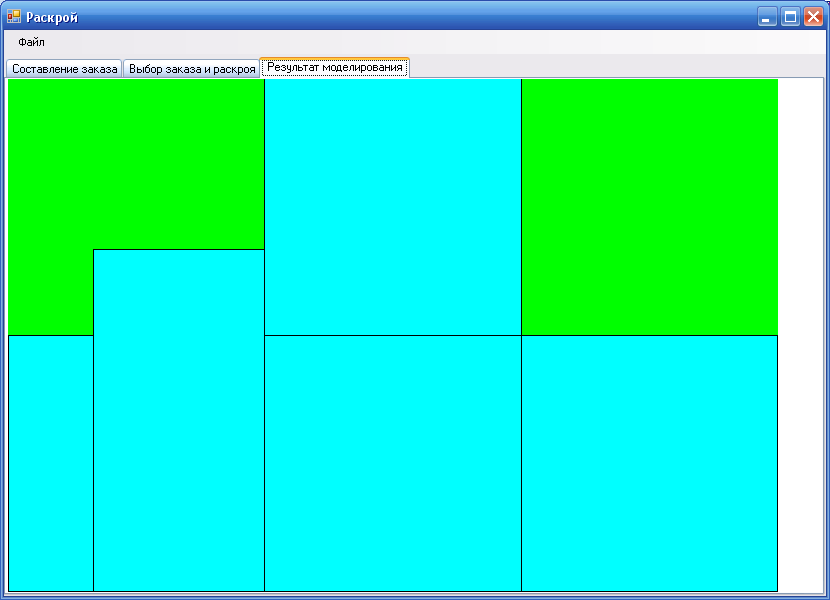 Раскрой
Файл
Составление заказа
Выбор заказа и раскроя
Результат моделирования